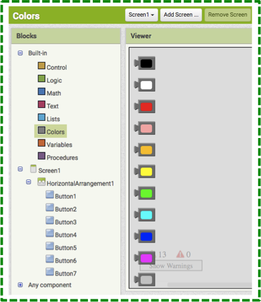 Colors
Screen1
Add Screen ...
Remove Screen
Blocks
Viewer
Built-in
Control
Logic
Math
Text
Lists
Colors
Variables
Procedures
Screen1
HorizontalArrangement1
Button1
Button2
Button3
Button4
Button5
Button6
Button7
Any component
13 0
Show Warnings